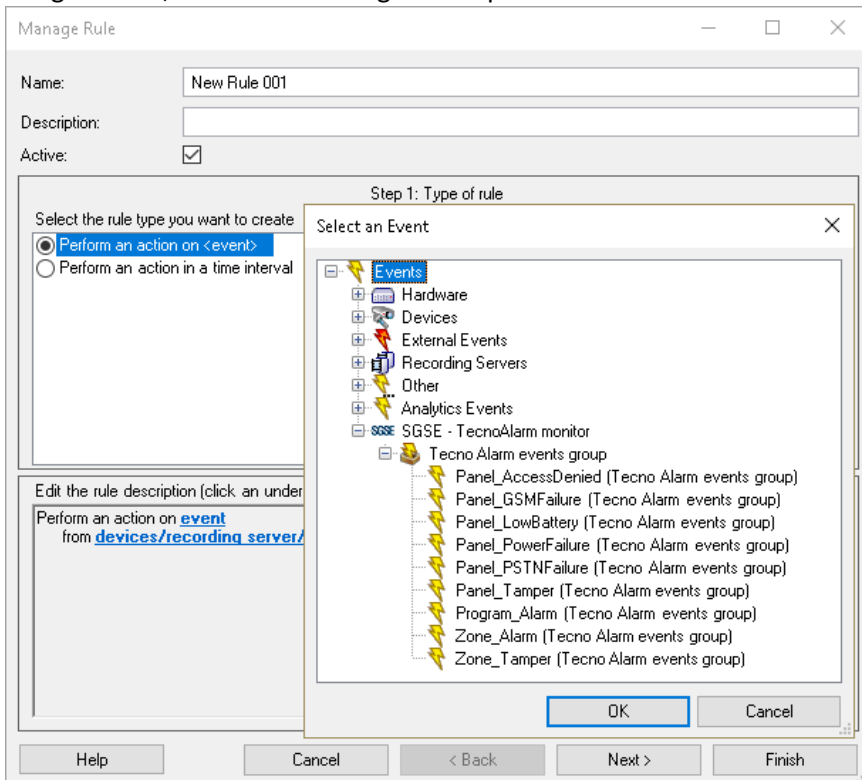 Manage Rule
Name: New Rule 001
Description:
Active:
Step 1: Type of rule
Select the rule type you want to create
Perform an action on <event>
Perform an action in a time interval
Select an Event
Events
Hardware
Devices
External Events
Recording Servers
Other
Analytics Events
SGSE SGSE - TecnoAlarm monitor
Tecno Alarm events group
Panel_AccessDenied (Tecno Alarm events group)
Panel_GSMFailure (Tecno Alarm events group)
Panel_LowBattery (Tecno Alarm events group)
Panel_PowerFailure (Tecno Alarm events group)
Panel_PSTNFailure (Tecno Alarm events group)
Panel_Tamper (Tecno Alarm events group)
Program_Alarm (Tecno Alarm events group)
Zone_Alarm (Tecno Alarm events group)
Zone_Tamper (Tecno Alarm events group)
OK Cancel
Edit the rule description (click an under
Perform an action on event
from devices/recording server/
Help Cancel < Back Next > Finish